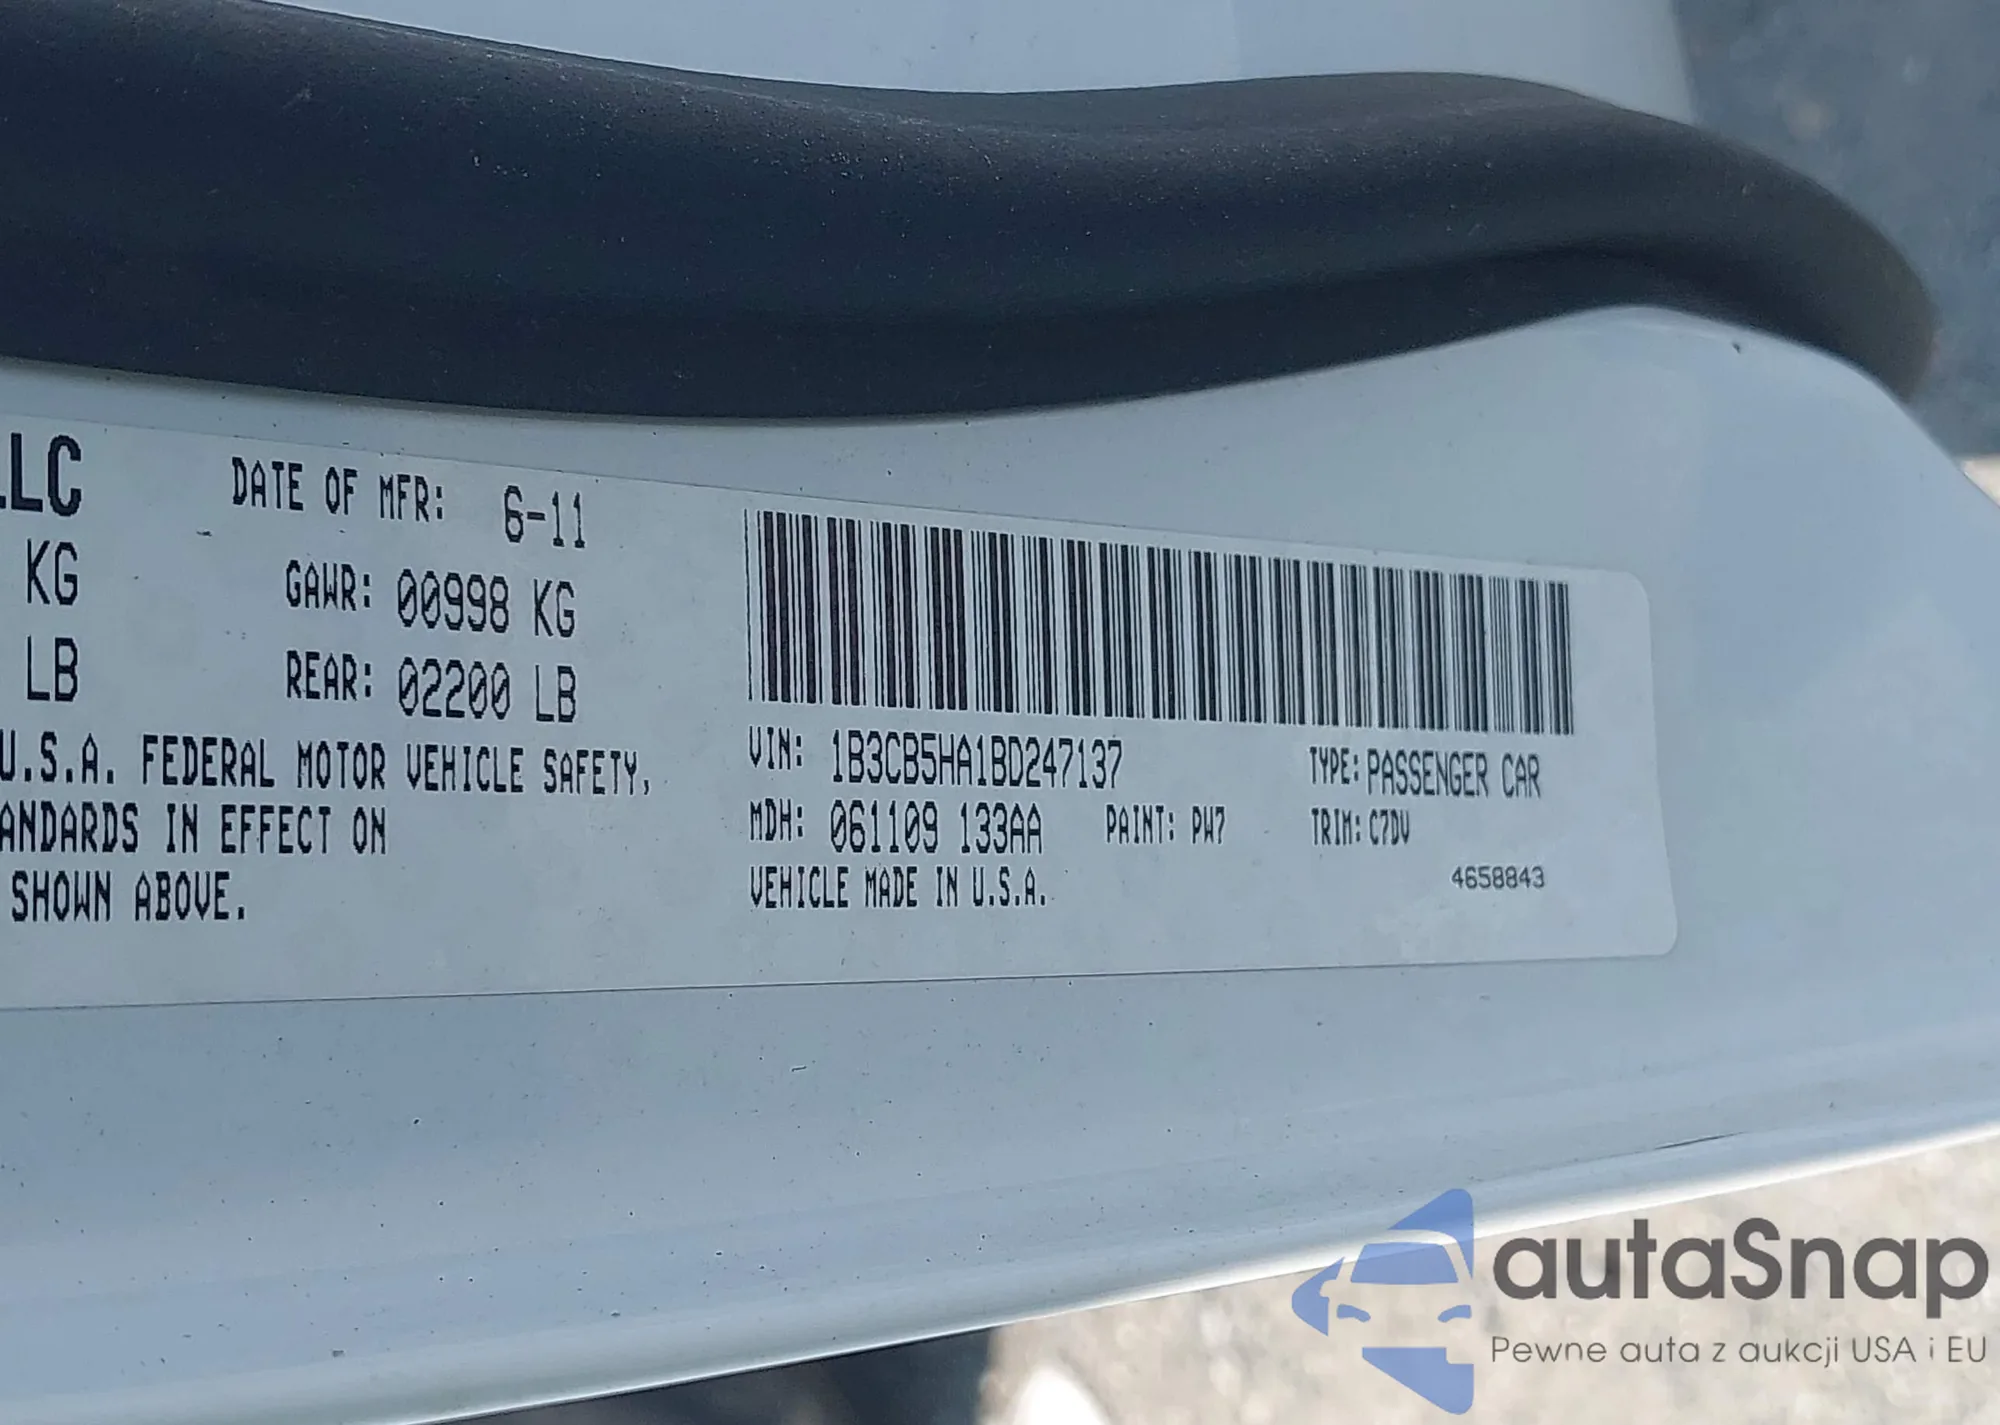 LLC DATE OF MFR: 6-11
KG GAWR: 00998 KG
LB REAR: 02200 LB
U.S.A. FEDERAL MOTOR VEHICLE SAFETY,
ANDARDS IN EFFECT ON
SHOWN ABOVE.
VIN: 1B3CB5HA1BD247137 TYPE: PASSENGER CAR
MDH: 061109 133AA PAINT: PW7 TRIM: C7DV
VEHICLE MADE IN U.S.A.
4658843
autaSnap
Pewne auta z aukcji USA i EU